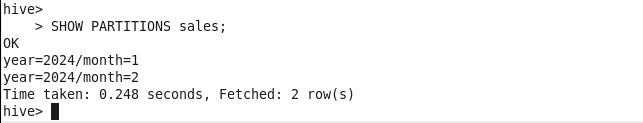 hive>
    > SHOW PARTITIONS sales;
OK
year=2024/month=1
year=2024/month=2
Time taken: 0.248 seconds, Fetched: 2 row(s)
hive>